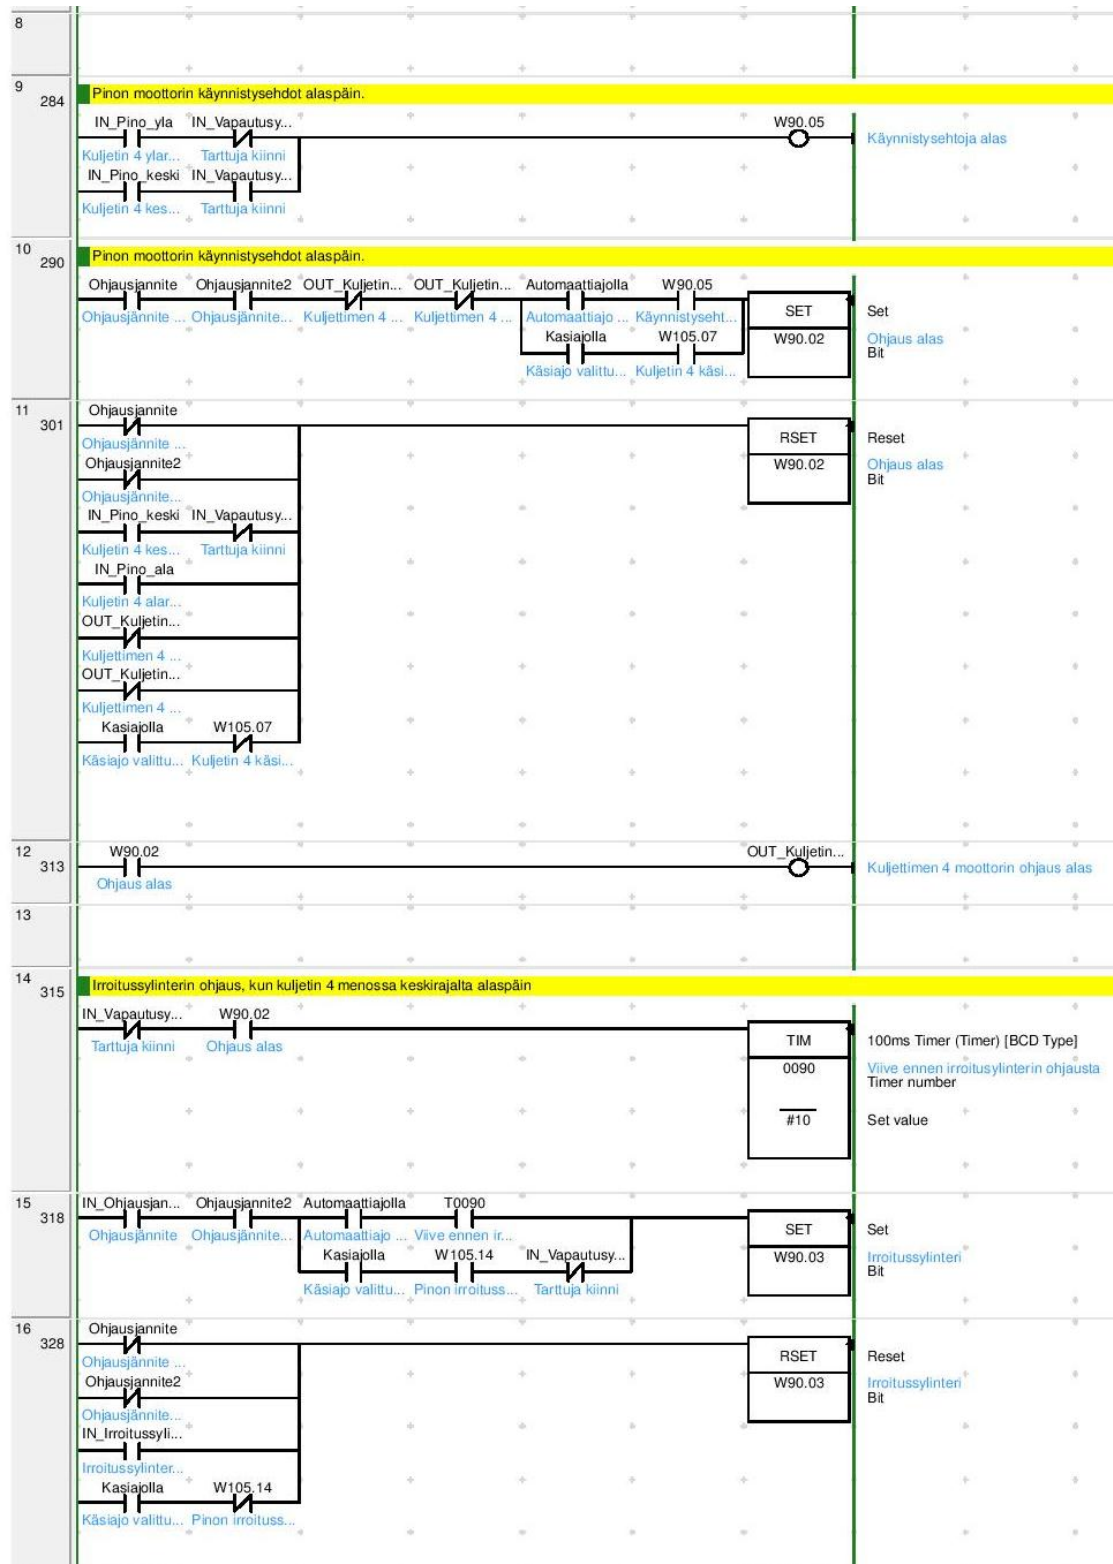 8
9
284
Pinon moottorin käynnistysehdot alaspäin.
IN_Pino_yla IN_Vapautusy... W90.05
Kuljetin 4 ylar... Tarttuja kiinni Käynnistysehtoja alas
IN_Pino_keski IN_Vapautusy...
Kuljetin 4 kes... Tarttuja kiinni
10
290
Pinon moottorin käynnistysehdot alaspäin.
Ohjausjannite Ohjausjannite2 OUT_Kuljetin... OUT_Kuljetin... Automaattiajolla W90.05
Ohjausjännite ... Ohjausjännite... Kuljettimen 4 ... Kuljettimen 4 ... Automaattiajo ... Käynnistyseht... SET Set
Kasiajolla W105.07 W90.02 Ohjaus alas
Bit
Käsiajo valittu... Kuljetin 4 käsi...
11
301
Ohjausjannite
Ohjausjännite ... RSET Reset
Ohjausjannite2 W90.02 Ohjaus alas
Bit
Ohjausjännite...
IN_Pino_keski IN_Vapautusy...
Kuljetin 4 kes... Tarttuja kiinni
IN_Pino_ala
Kuljetin 4 alar...
OUT_Kuljetin...
Kuljettimen 4 ...
OUT_Kuljetin...
Kuljettimen 4 ...
Kasiajolla W105.07
Käsiajo valittu... Kuljetin 4 käsi...
12
313
W90.02 OUT_Kuljetin...
Ohjaus alas Kuljettimen 4 moottorin ohjaus alas
13
14
315
Irroitussylinterin ohjaus, kun kuljetin 4 menossa keskirajalta alaspäin
IN_Vapautusy... W90.02
Tarttuja kiinni Ohjaus alas TIM 100ms Timer (Timer) [BCD Type]
0090 Viive ennen irroitusylinterin ohjausta
Timer number
#10 Set value
15
318
IN_Ohjausjan... Ohjausjannite2 Automaattiajolla T0090
Ohjausjännite Ohjausjännite... Automaattiajo ... Viive ennen ir... SET Set
Kasiajolla W105.14 IN_Vapautusy... W90.03 Irroitussylinteri
Bit
Käsiajo valittu... Pinon irroituss... Tarttuja kiinni
16
328
Ohjausjannite
Ohjausjännite ... RSET Reset
Ohjausjannite2 W90.03 Irroitussylinteri
Bit
Ohjausjännite...
IN_Irroitussyli...
Irroitussylinter...
Kasiajolla W105.14
Käsiajo valittu... Pinon irroituss...